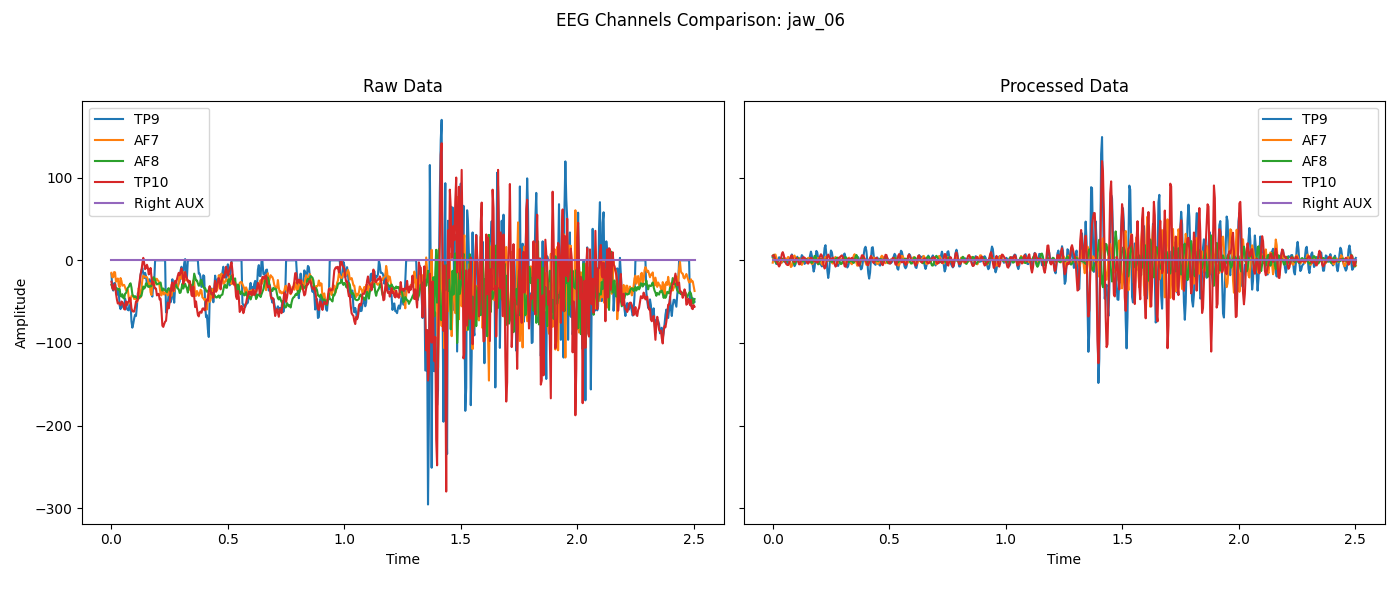 EEG Channels Comparison: jaw_06
Raw Data
TP9
AF7
AF8
TP10
Right AUX
100
0
−100
−200
−300
Amplitude
0.0 0.5 1.0 1.5 2.0 2.5
Time
Processed Data
TP9
AF7
AF8
TP10
Right AUX
0.0 0.5 1.0 1.5 2.0 2.5
Time